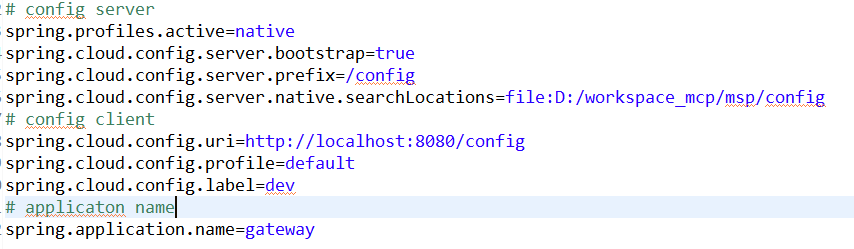 # config server
spring.profiles.active=native
spring.cloud.config.server.bootstrap=true
spring.cloud.config.server.prefix=/config
spring.cloud.config.server.native.searchLocations=file:D:/workspace_mcp/msp/config
# config client
spring.cloud.config.uri=http://localhost:8080/config
spring.cloud.config.profile=default
spring.cloud.config.label=dev
# applicaton name
spring.application.name=gateway